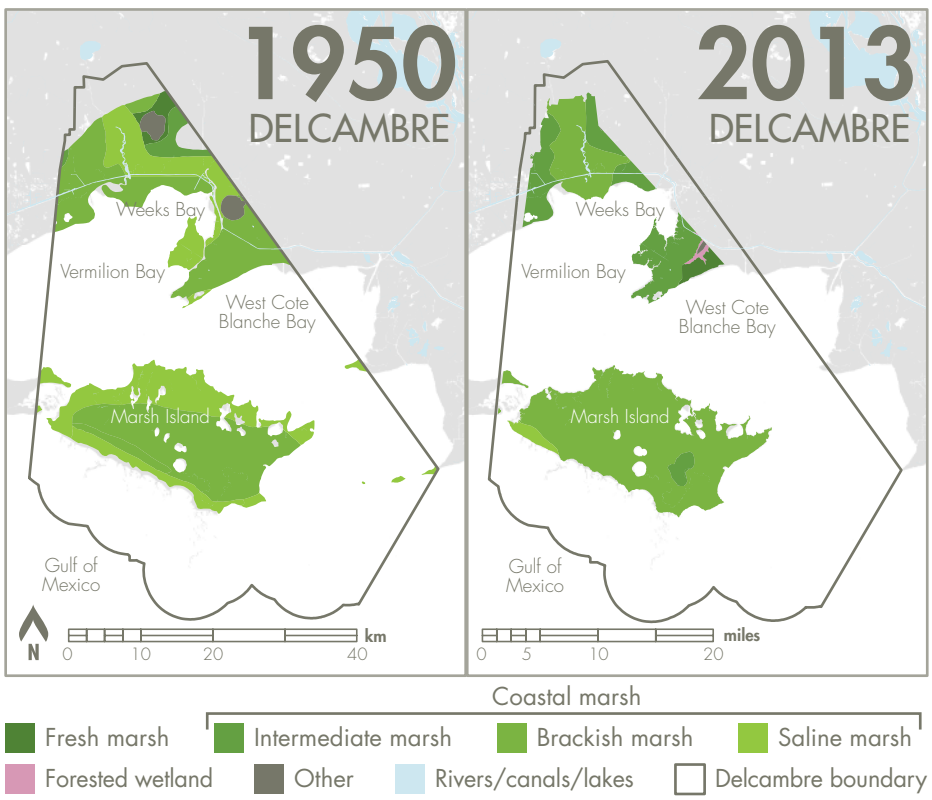 1950
DELCAMBRE
Weeks Bay
Vermilion Bay
West Cote
Blanche Bay
Marsh Island
Gulf of
Mexico
N
km
0 10 20 40
2013
DELCAMBRE
Weeks Bay
Vermilion Bay
West Cote
Blanche Bay
Marsh Island
Gulf of
Mexico
miles
0 5 10 20
Coastal marsh
Fresh marsh Intermediate marsh Brackish marsh Saline marsh
Forested wetland Other Rivers/canals/lakes Delcambre boundary